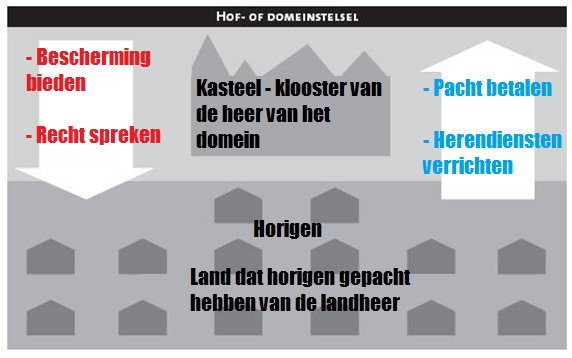 HOF- OF DOMEINSTELSEL
- Bescherming
bieden
- Recht spreken
Kasteel - klooster van
de heer van het
domein
- Pacht betalen
- Herendiensten
verrichten
Horigen
Land dat horigen gepacht
hebben van de landheer